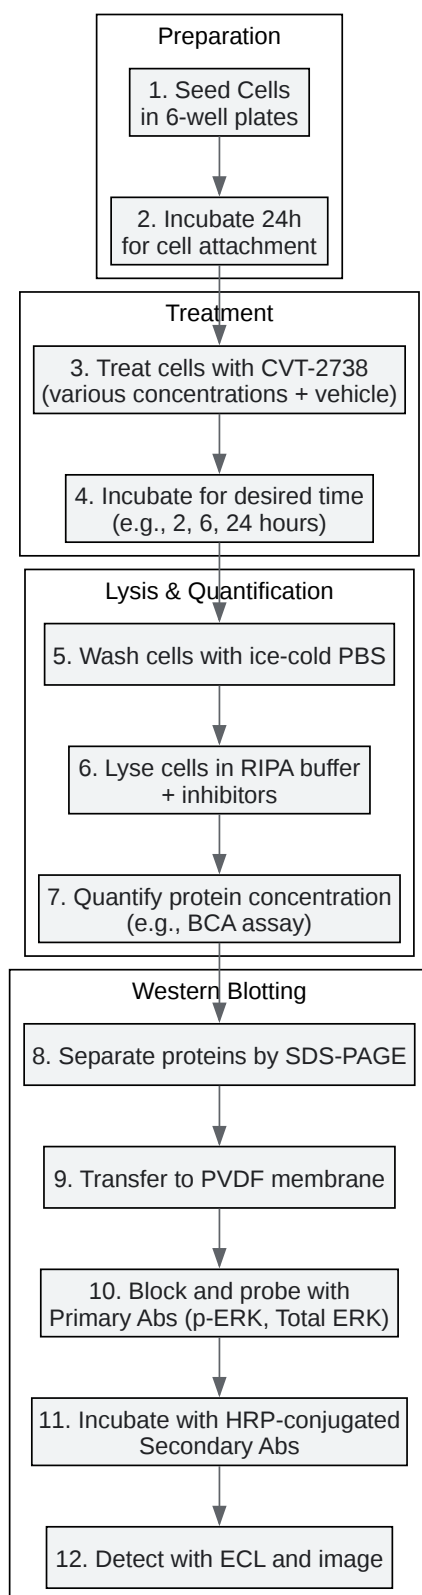 Preparation
1. Seed Cells
in 6-well plates
2. Incubate 24h
for cell attachment
Treatment
3. Treat cells with CVT-2738
(various concentrations + vehicle)
4. Incubate for desired time
(e.g., 2, 6, 24 hours)
Lysis & Quantification
5. Wash cells with ice-cold PBS
6. Lyse cells in RIPA buffer
+ inhibitors
7. Quantify protein concentration
(e.g., BCA assay)
Western Blotting
8. Separate proteins by SDS-PAGE
9. Transfer to PVDF membrane
10. Block and probe with
Primary Abs (p-ERK, Total ERK)
11. Incubate with HRP-conjugated
Secondary Abs
12. Detect with ECL and image